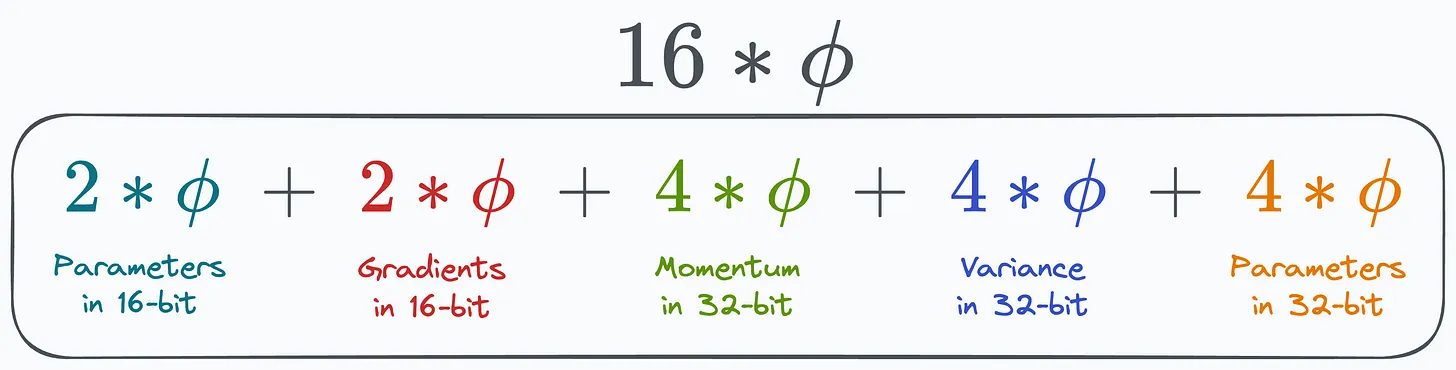 16 * ϕ
2 * ϕ + 2 * ϕ + 4 * ϕ + 4 * ϕ + 4 * ϕ
Parameters Gradients Momentum Variance Parameters
in 16-bit in 16-bit in 32-bit in 32-bit in 32-bit